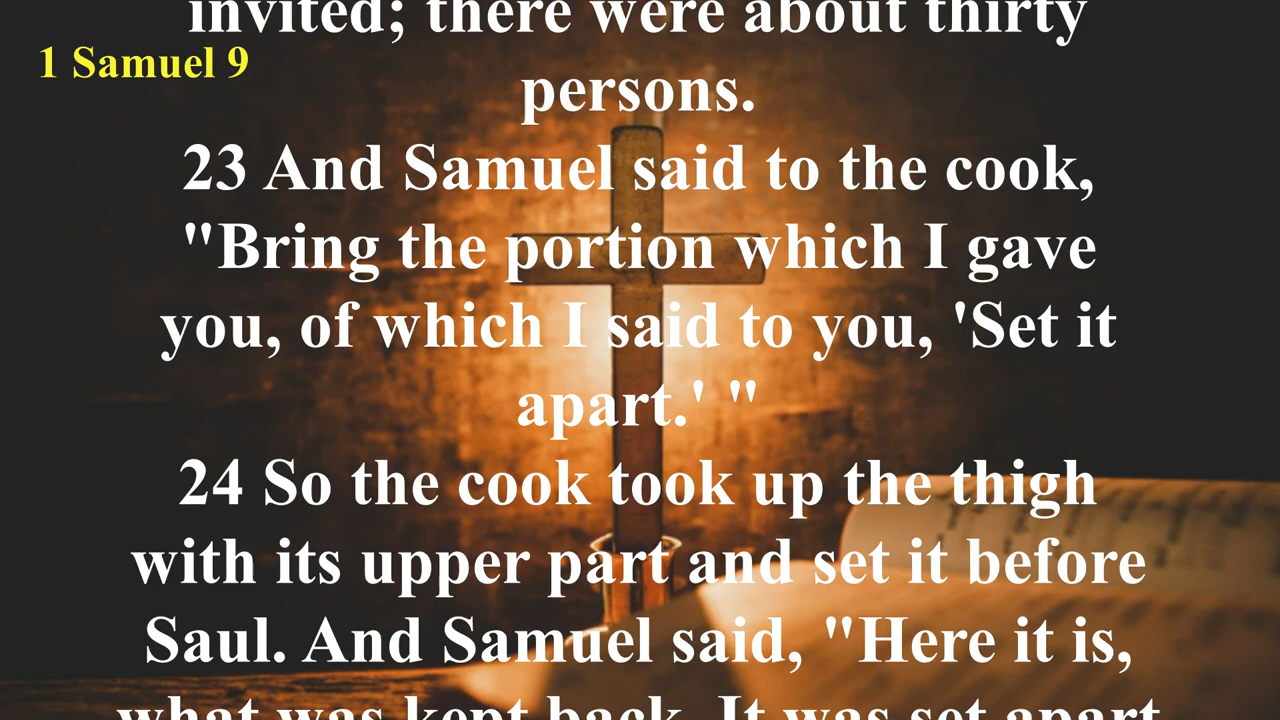 invited; there were about thirty
1 Samuel 9
persons.
23 And Samuel said to the cook,
"Bring the portion which I gave
you, of which I said to you, 'Set it
apart.' "
24 So the cook took up the thigh
with its upper part and set it before
Saul. And Samuel said, "Here it is,
what was kept back. It was set apart